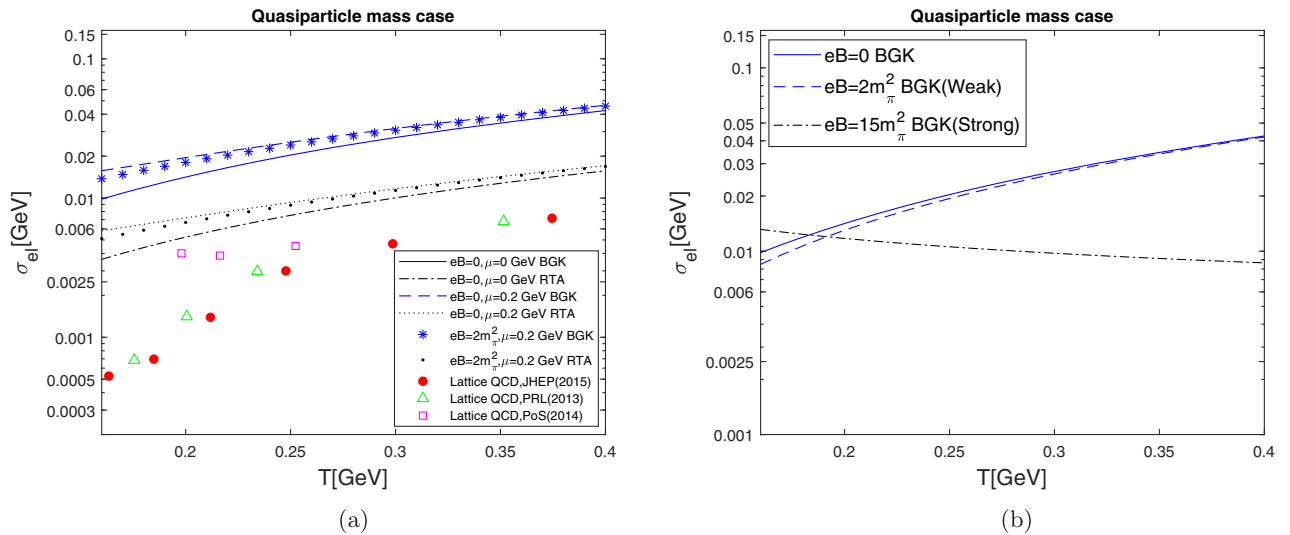 Quasiparticle mass case
0.15
0.1
0.06
0.04
0.02
0.01
0.006
0.0025
0.001
0.0005
0.0003
σel[GeV]
eB=0,μ=0 GeV BGK
eB=0,μ=0 GeV RTA
eB=0,μ=0.2 GeV BGK
eB=0,μ=0.2 GeV RTA
eB=2m²π,μ=0.2 GeV BGK
eB=2m²π,μ=0.2 GeV RTA
Lattice QCD,JHEP(2015)
Lattice QCD,PRL(2013)
Lattice QCD,PoS(2014)
0.2 0.25 0.3 0.35 0.4
T[GeV]
(a)
Quasiparticle mass case
0.15
0.1
0.05
0.04
0.03
0.02
0.01
0.006
0.0025
0.001
σel[GeV]
eB=0 BGK
eB=2m²π BGK(Weak)
eB=15m²π BGK(Strong)
0.2 0.25 0.3 0.35 0.4
T[GeV]
(b)